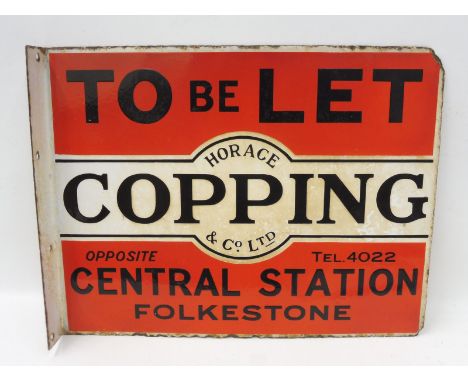 TO BE LET
HORACE
COPPING
& Co LTD
OPPOSITE TEL. 4022
CENTRAL STATION
FOLKESTONE